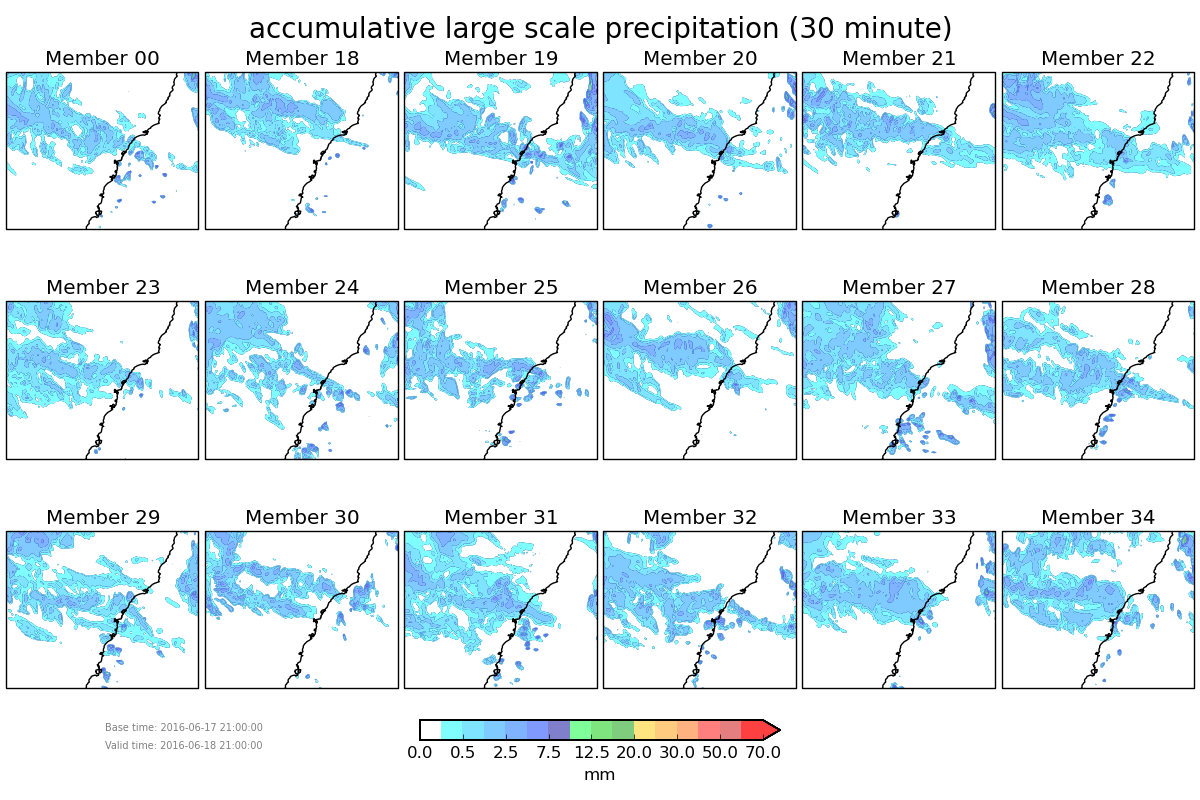 accumulative large scale precipitation (30 minute)
Member 00 Member 18 Member 19 Member 20 Member 21 Member 22
Member 23 Member 24 Member 25 Member 26 Member 27 Member 28
Member 29 Member 30 Member 31 Member 32 Member 33 Member 34
Base time: 2016-06-17 21:00:00
Valid time: 2016-06-18 21:00:00
0.0 0.5 2.5 7.5 12.5 20.0 30.0 50.0 70.0
mm